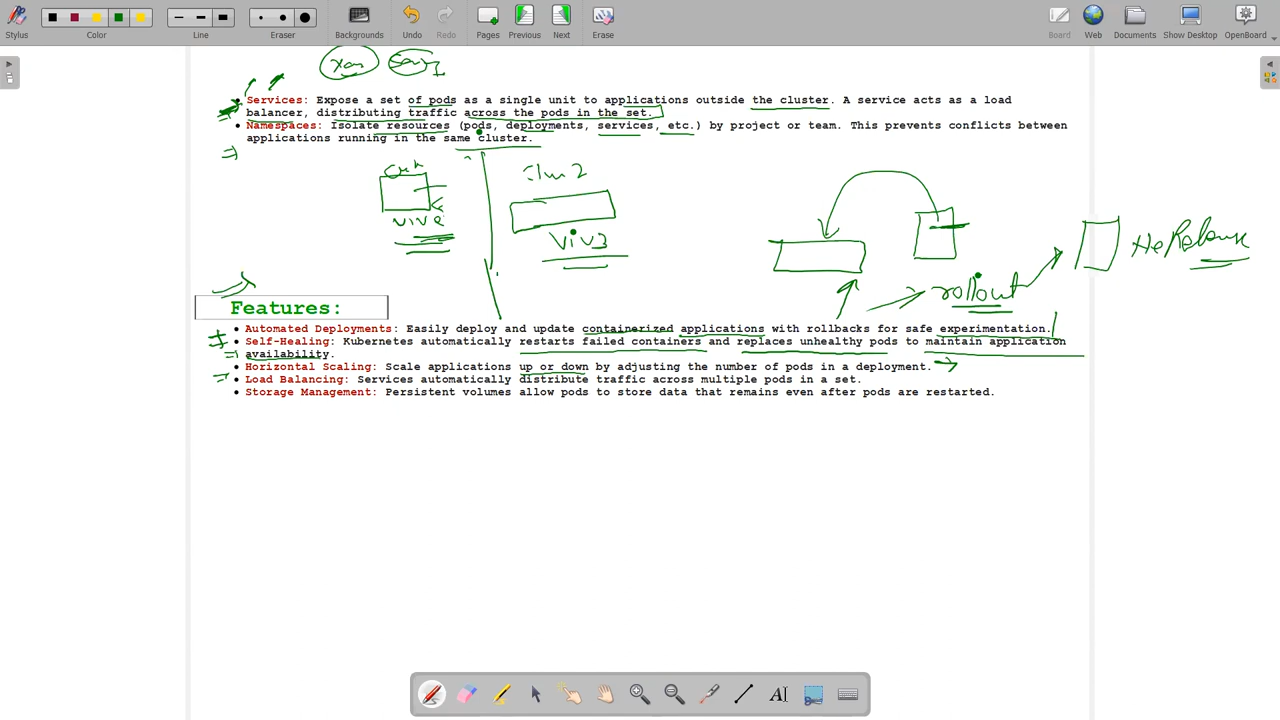 Stylus
Color
Line
Eraser
Backgrounds
Undo
Redo
Pages
Previous
Next
Erase
Board
Web
Documents
Show Desktop
OpenBoard
• Services: Expose a set of pods as a single unit to applications outside the cluster. A service acts as a load
balancer, distributing traffic across the pods in the set.
• Namespaces: Isolate resources (pods, deployments, services, etc.) by project or team. This prevents conflicts between
applications running in the same cluster.
rollout
Features:
• Automated Deployments: Easily deploy and update containerized applications with rollbacks for safe experimentation.
• Self-Healing: Kubernetes automatically restarts failed containers and replaces unhealthy pods to maintain application
availability.
• Horizontal Scaling: Scale applications up or down by adjusting the number of pods in a deployment.
• Load Balancing: Services automatically distribute traffic across multiple pods in a set.
• Storage Management: Persistent volumes allow pods to store data that remains even after pods are restarted.